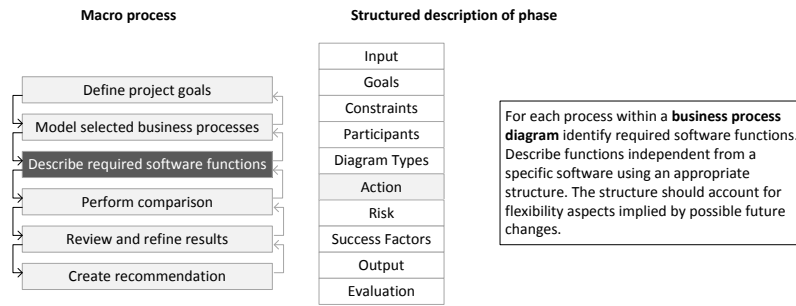 Macro process
Structured description of phase
Define project goals
Model selected business processes
Describe required software functions
Perform comparison
Review and refine results
Create recommendation
Input
Goals
Constraints
Participants
Diagram Types
Action
Risk
Success Factors
Output
Evaluation
For each process within a business process
diagram identify required software functions.
Describe functions independent from a
specific software using an appropriate
structure. The structure should account for
flexibility aspects implied by possible future
changes.